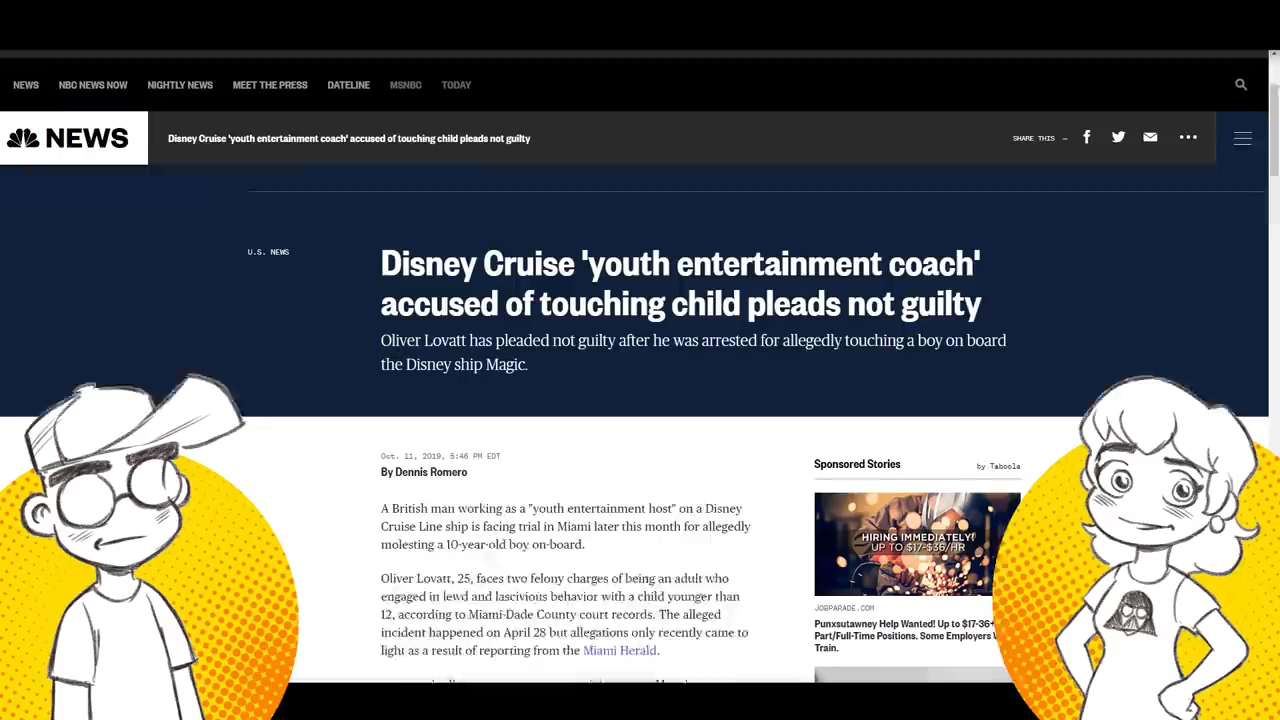 NEWS NBC NEWS NOW NIGHTLY NEWS MEET THE PRESS DATELINE MSNBC TODAY
NEWS Disney Cruise 'youth entertainment coach' accused of touching child pleads not guilty SHARE THIS —
U.S. NEWS
Disney Cruise 'youth entertainment coach'
accused of touching child pleads not guilty
Oliver Lovatt has pleaded not guilty after he was arrested for allegedly touching a boy on board
the Disney ship Magic.
Oct. 11, 2019, 5:46 PM EDT
By Dennis Romero
A British man working as a "youth entertainment host" on a Disney
Cruise Line ship is facing trial in Miami later this month for allegedly
molesting a 10-year-old boy on-board.
Oliver Lovatt, 25, faces two felony charges of being an adult who
engaged in lewd and lascivious behavior with a child younger than
12, according to Miami-Dade County court records. The alleged
incident happened on April 28 but allegations only recently came to
light as a result of reporting from the Miami Herald.
Sponsored Stories by Taboola
HIRING IMMEDIATELY!
UP TO $17-$36/HR
JOBPARADE.COM
Punxsutawney Help Wanted! Up to $17-36+
Part/Full-Time Positions. Some Employers
Train.